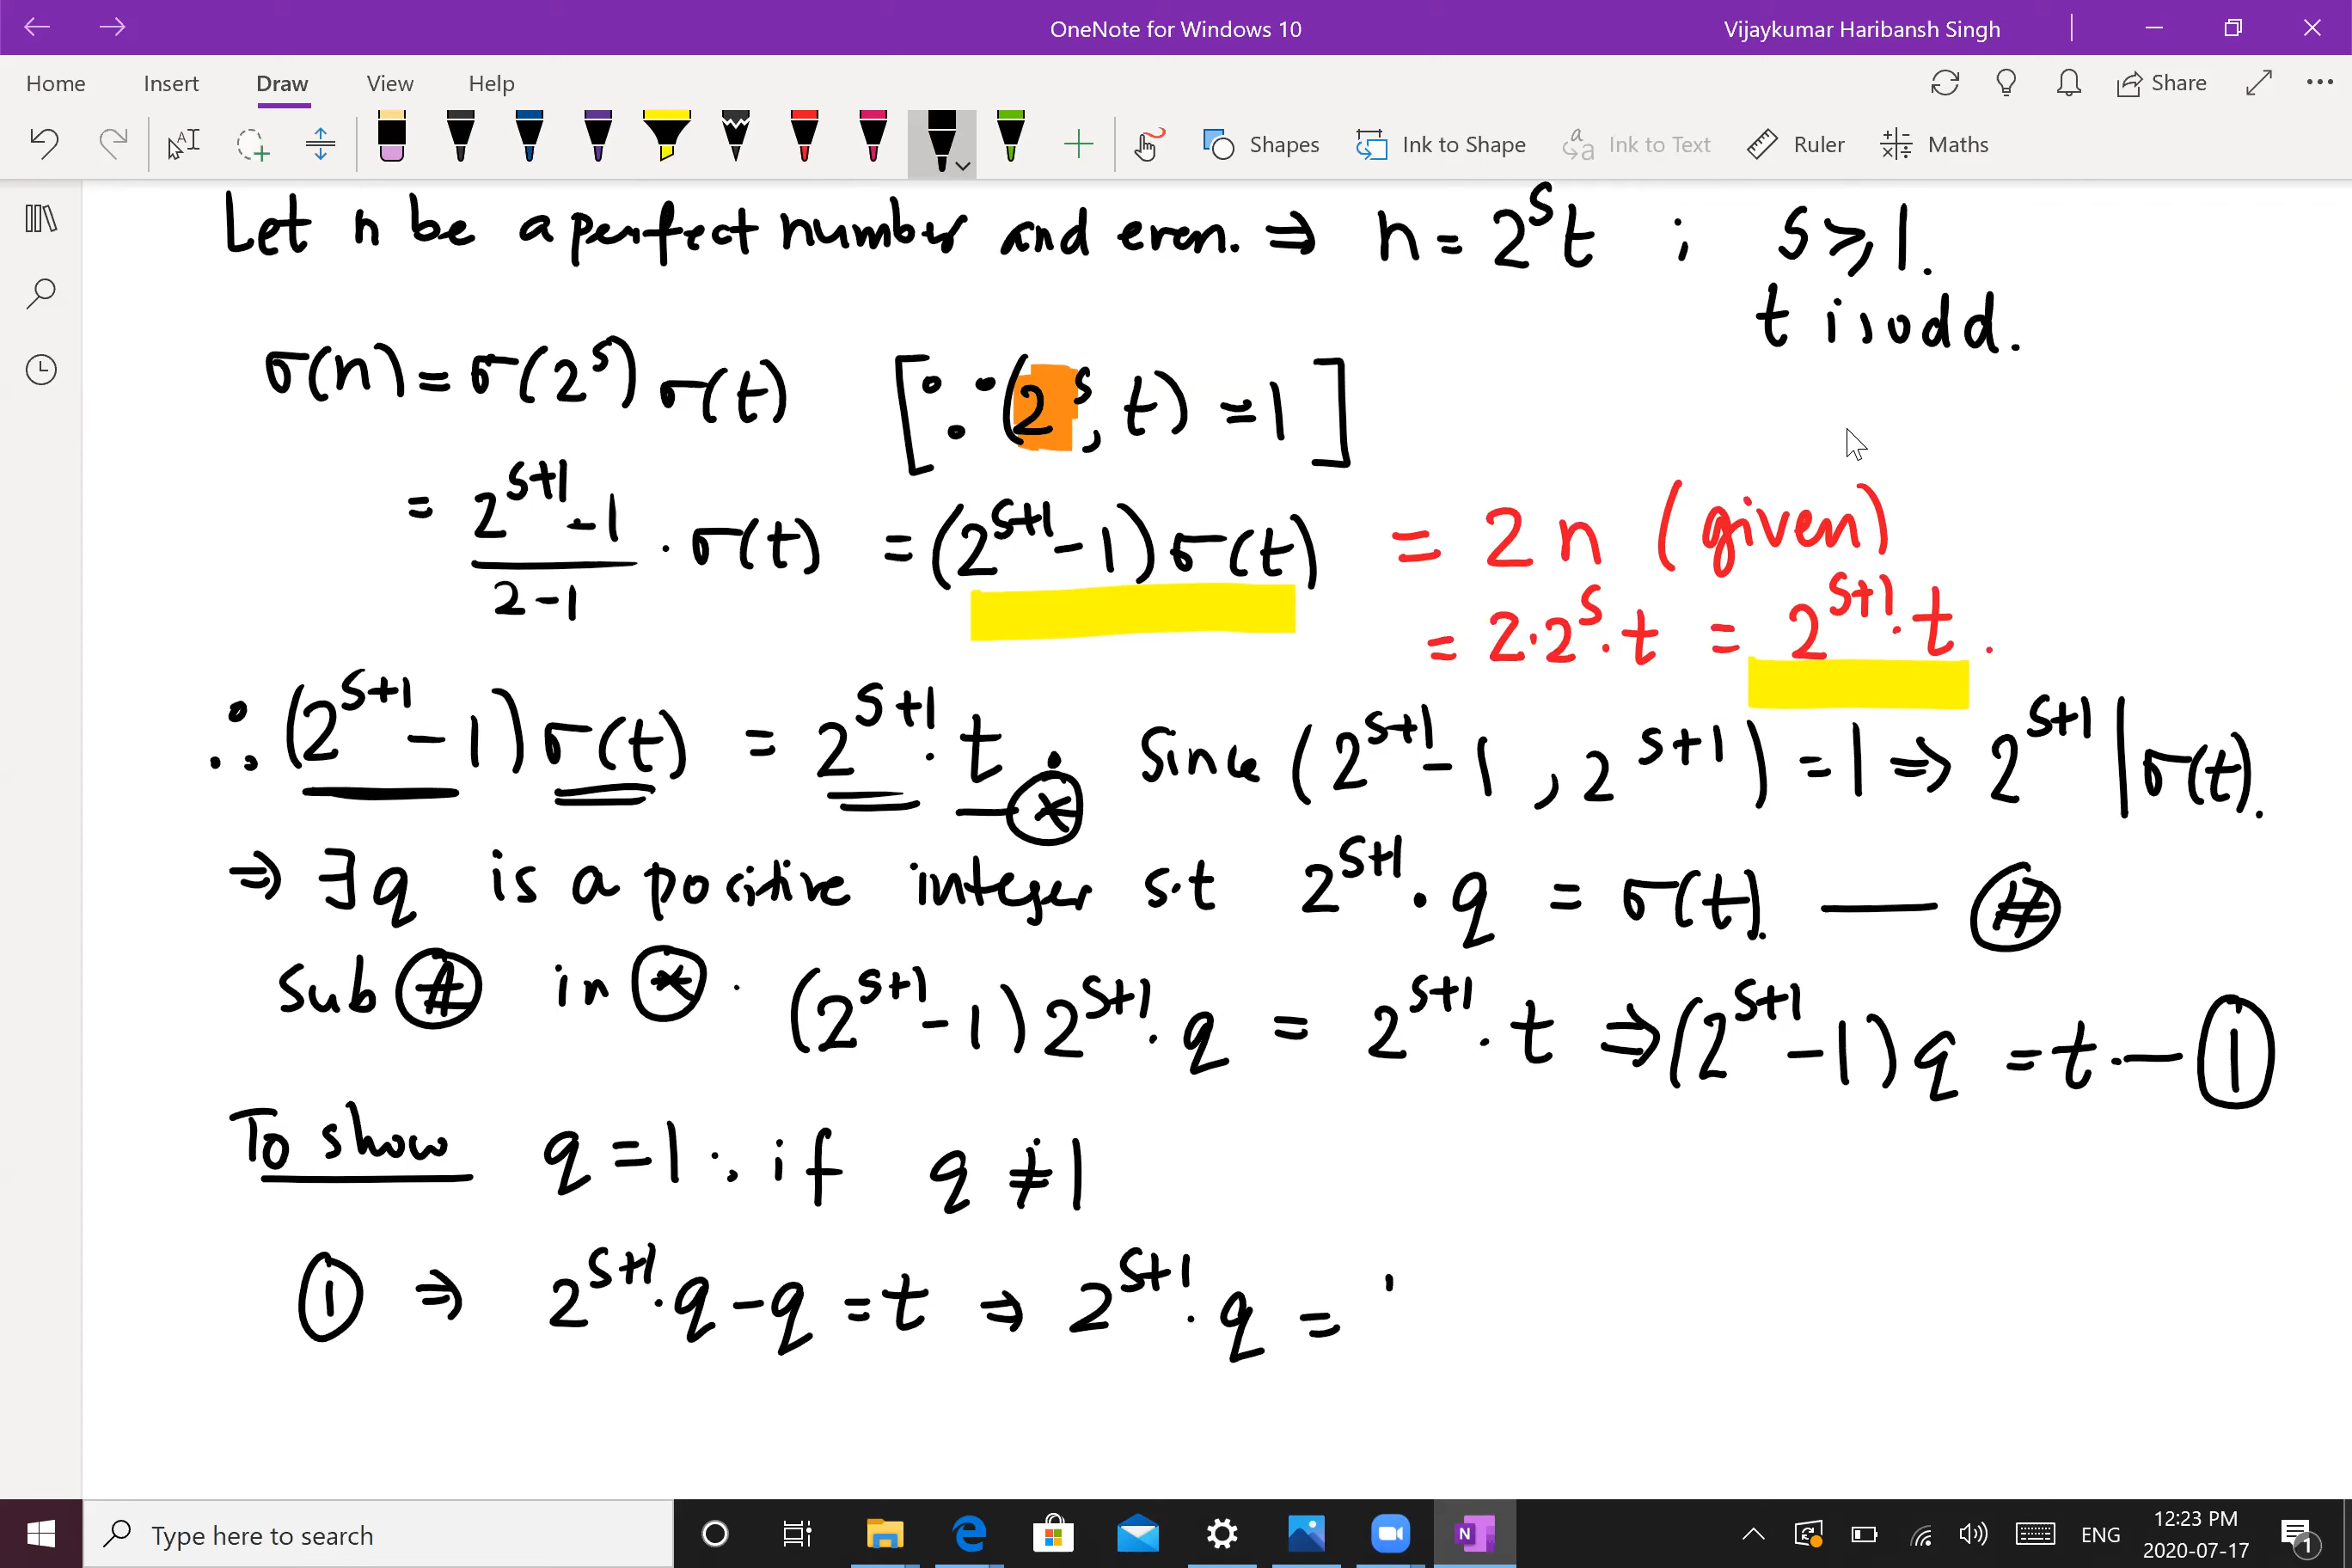 OneNote for Windows 10 Vijaykumar Haribansh Singh
Home Insert Draw View Help Share
Shapes Ink to Shape Ink to Text Ruler Maths
Let n be a perfect number and even. ⇒ n = 2^s t ; s ⩾ 1.
t is odd.
σ(n) = σ(2^s) σ(t) [∵ (2^s, t) = 1]
= (2^{s+1} - 1)/(2 - 1) · σ(t) = (2^{s+1} - 1) σ(t) = 2n (given)
= 2·2^s·t = 2^{s+1}·t.
∴ (2^{s+1} - 1) σ(t) = 2^{s+1}·t. — ⊛ Since (2^{s+1} - 1, 2^{s+1}) = 1 ⇒ 2^{s+1} | σ(t).
⇒ ∃ q is a positive integer s.t 2^{s+1}·q = σ(t). — (#)
Sub (#) in ⊛. (2^{s+1} - 1) 2^{s+1}·q = 2^{s+1}·t ⇒ (2^{s+1} - 1) q = t. — ①
To show q = 1 : if q ≠ 1
① ⇒ 2^{s+1}·q - q = t ⇒ 2^{s+1}·q =
Type here to search ENG 12:23 PM
2020-07-17
1